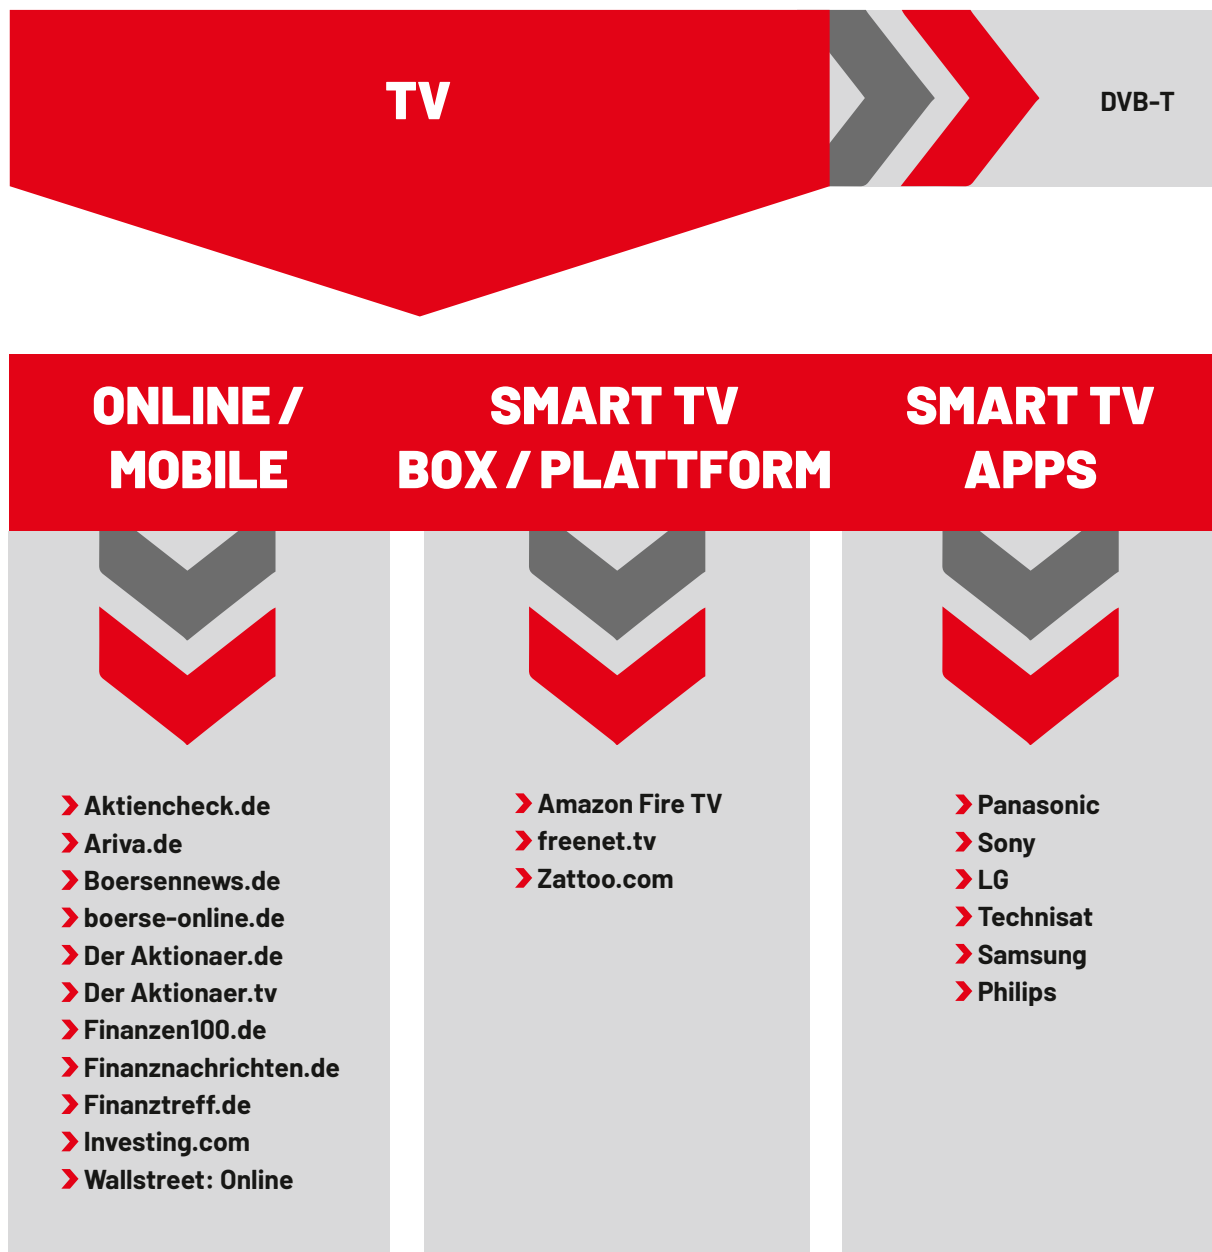 TV
DVB-T
ONLINE /
MOBILE
SMART TV
BOX / PLATTFORM
SMART TV
APPS
Aktiencheck.de
Ariva.de
Boersennews.de
boerse-online.de
Der Aktionaer.de
Der Aktionaer.tv
Finanzen100.de
Finanznachrichten.de
Finanztreff.de
Investing.com
Wallstreet: Online
Amazon Fire TV
freenet.tv
Zattoo.com
Panasonic
Sony
LG
Technisat
Samsung
Philips